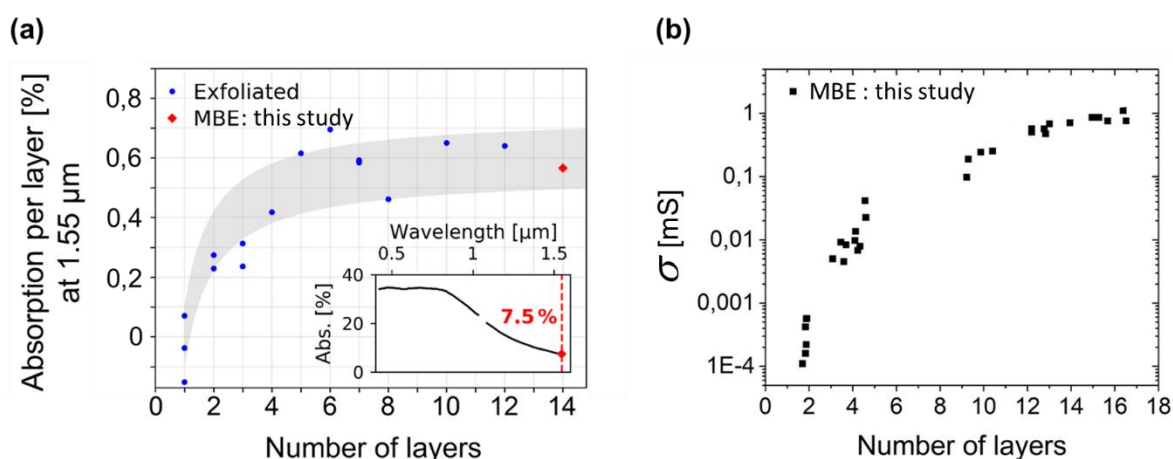 (a)
Absorption per layer [%]
at 1.55 μm
0,8
0,6
0,4
0,2
0
Exfoliated
MBE: this study
Wavelength [μm]
0.5 1 1.5
Abs. [%]
40
20
0
7.5 %
0 2 4 6 8 10 12 14
Number of layers
(b)
σ [mS]
1
0,1
0,01
0,001
1E-4
MBE : this study
0 2 4 6 8 10 12 14 16 18
Number of layers